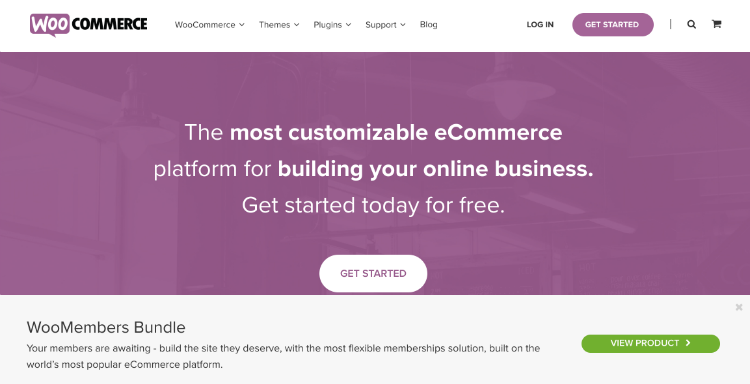 WOOCOMMERCE
WooCommerce Themes Plugins Support Blog LOG IN GET STARTED |
The most customizable eCommerce
platform for building your online business.
Get started today for free.
GET STARTED
WooMembers Bundle
Your members are awaiting - build the site they deserve, with the most flexible memberships solution, built on the
world's most popular eCommerce platform.
VIEW PRODUCT